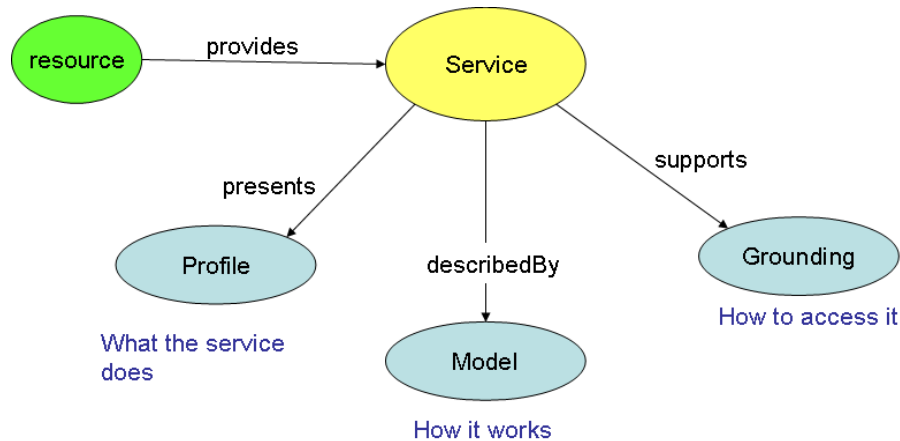 provides
resource
Service
presents
supports
Profile
describedBy
Grounding
How to access it
What the service
does
Model
How it works